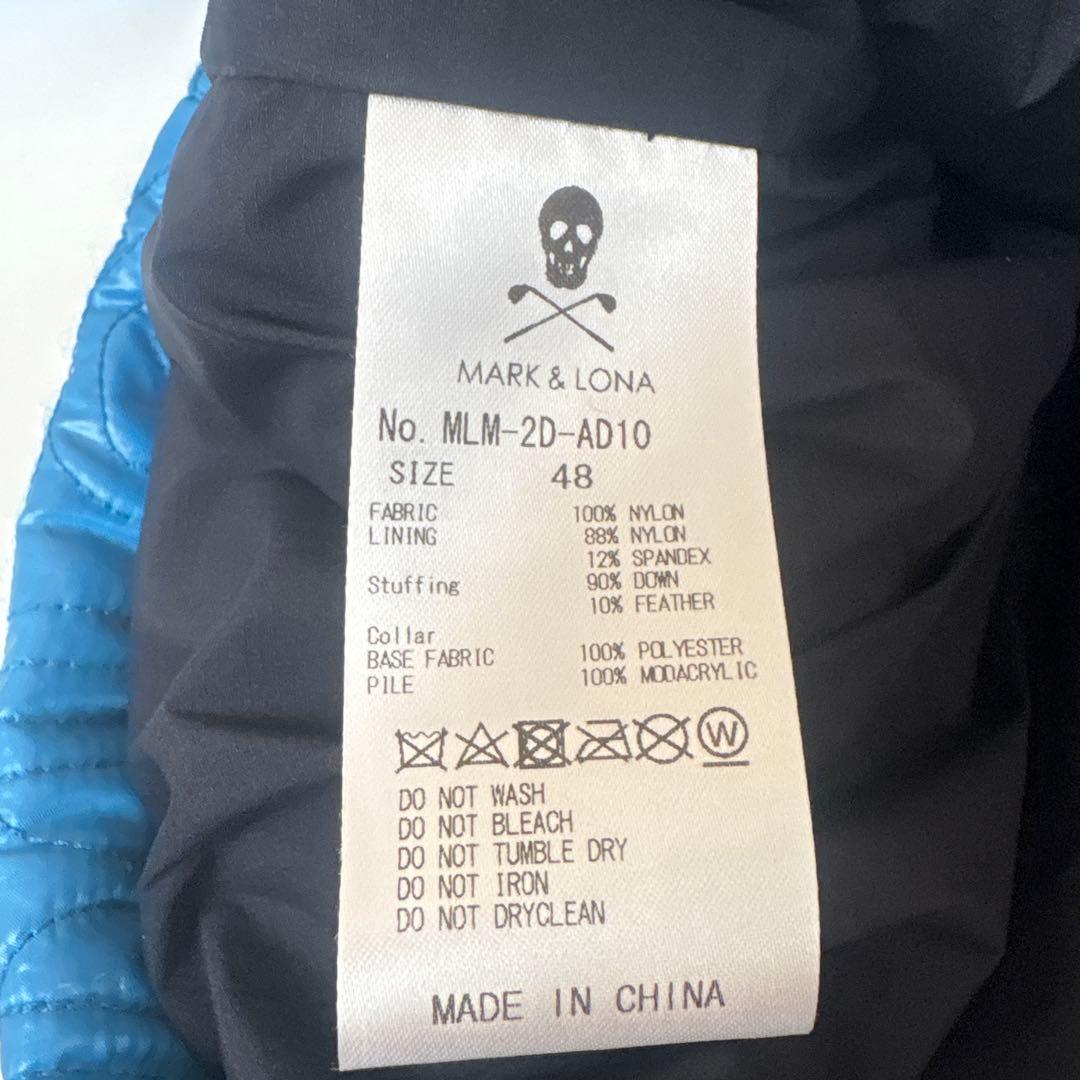 MARK & LONA
No. MLM-2D-AD10
SIZE 48
FABRIC 100% NYLON
LINING 88% NYLON
12% SPANDEX
Stuffing 90% DOWN
10% FEATHER
Collar
BASE FABRIC 100% POLYESTER
PILE 100% MODACRYLIC
W
DO NOT WASH
DO NOT BLEACH
DO NOT TUMBLE DRY
DO NOT IRON
DO NOT DRYCLEAN
MADE IN CHINA